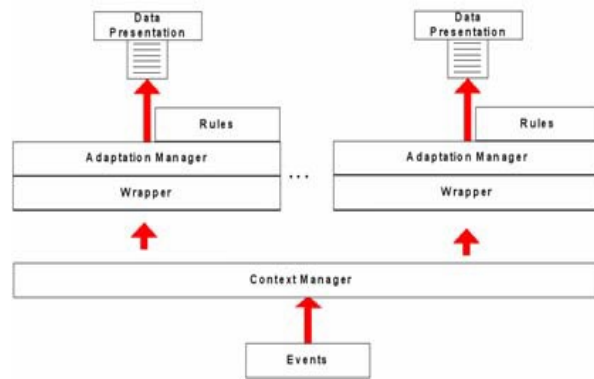 Data
Presentation
Data
Presentation
Rules
Rules
Adaptation Manager
Adaptation Manager
...
Wrapper
Wrapper
Context Manager
Events